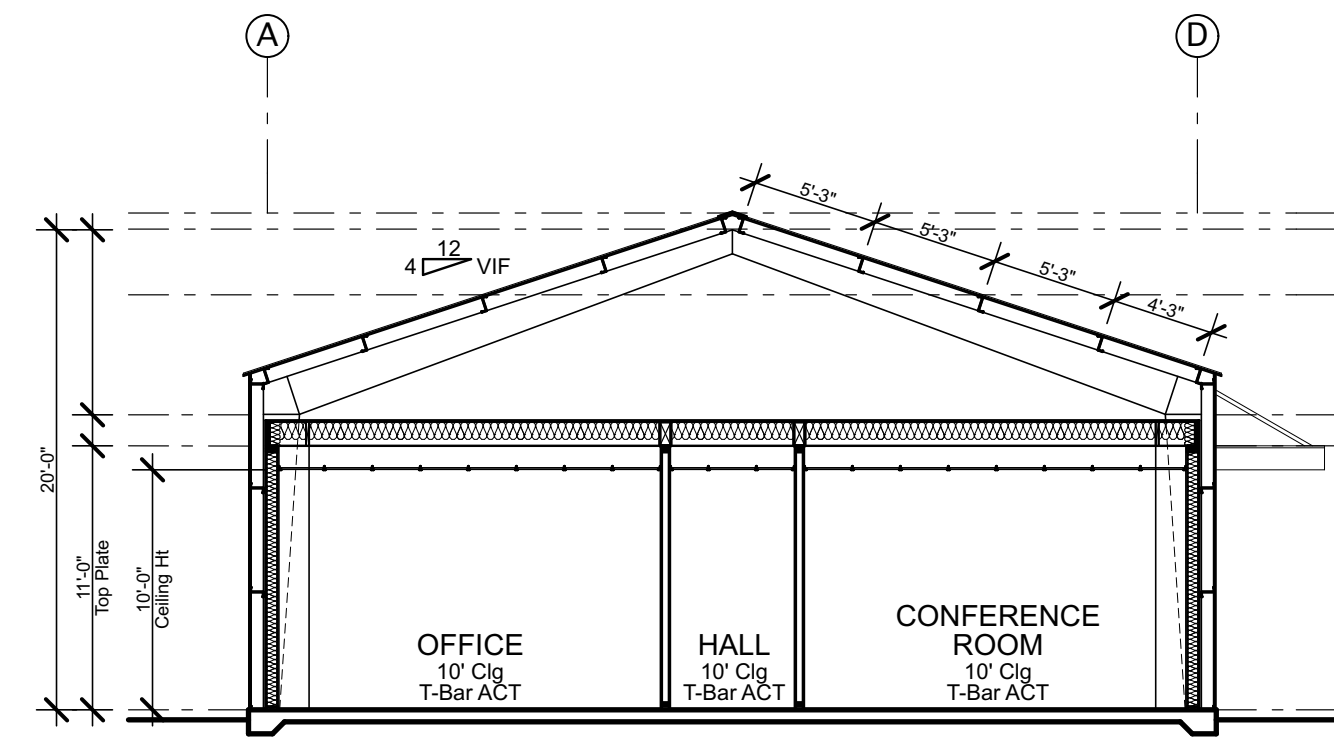 A
D
5'-3"
5'-3"
5'-3"
4'-3"
12
4
VIF
20'-0"
11'-0"
Top Plate
10'-0"
Ceiling Ht
OFFICE
10' Clg
T-Bar ACT
HALL
10' Clg
T-Bar ACT
CONFERENCE
ROOM
10' Clg
T-Bar ACT